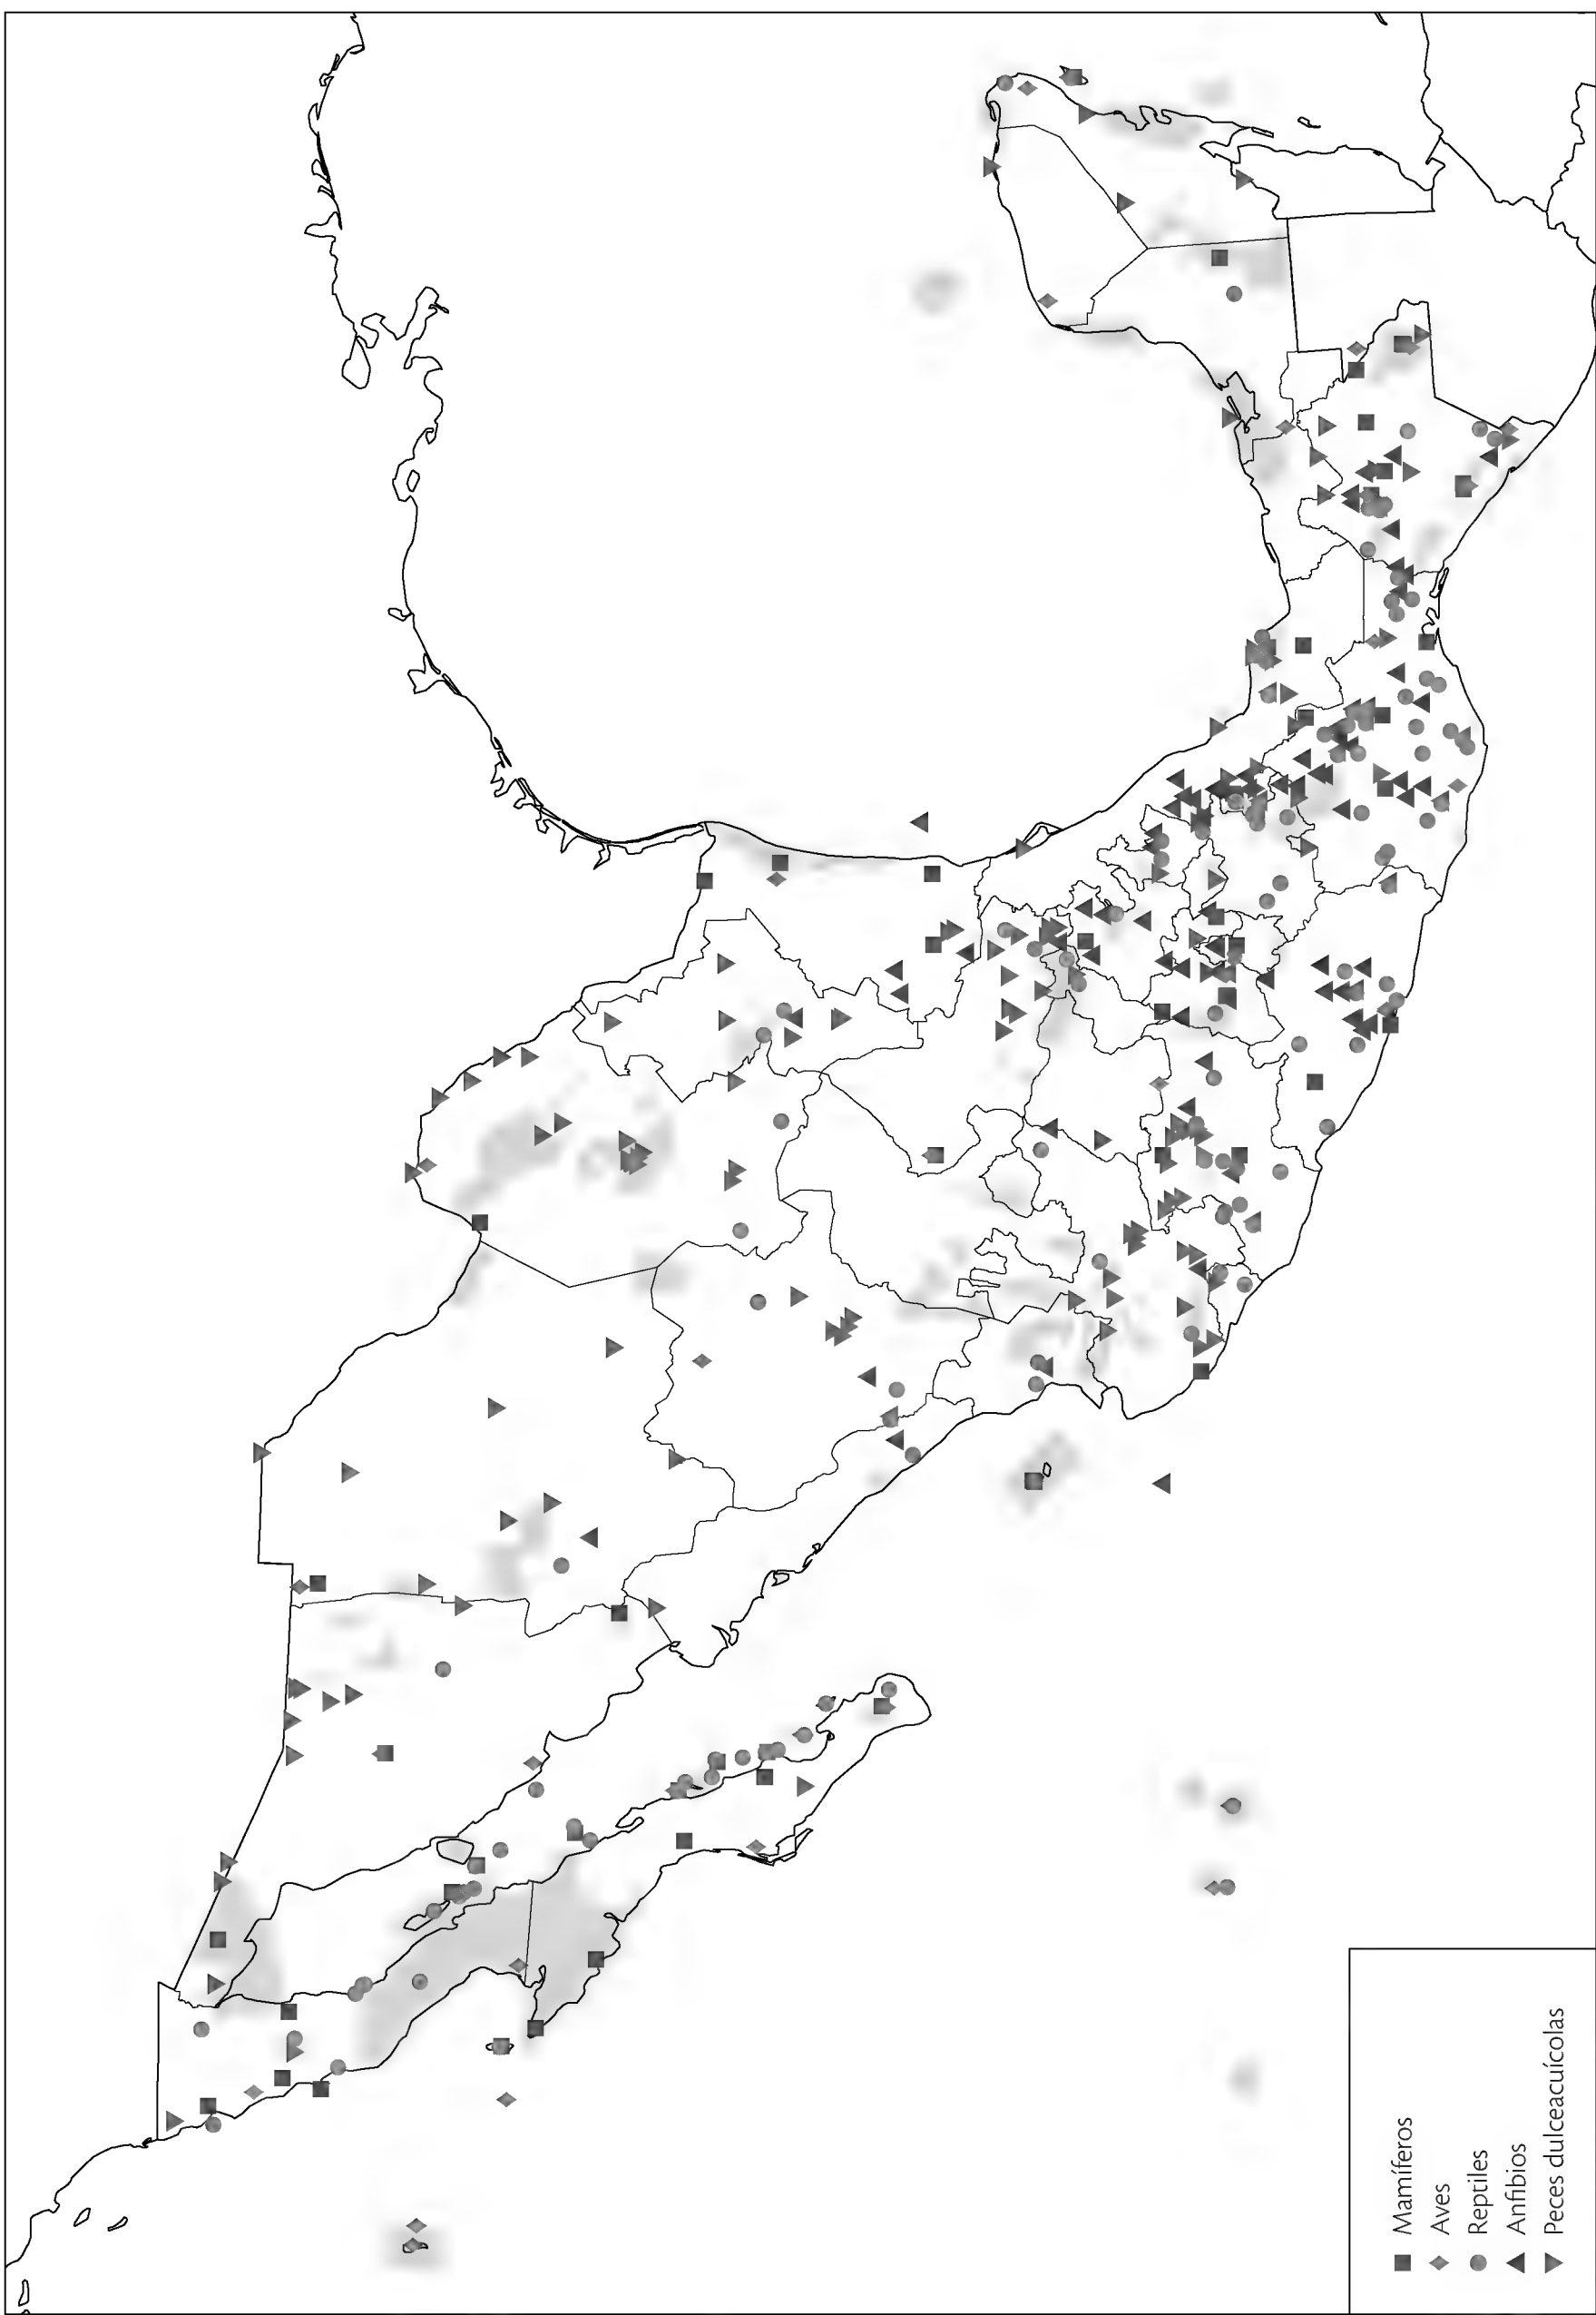 Mamíferos
Aves
Reptiles
Anfibios
Peces dulceacuícolas